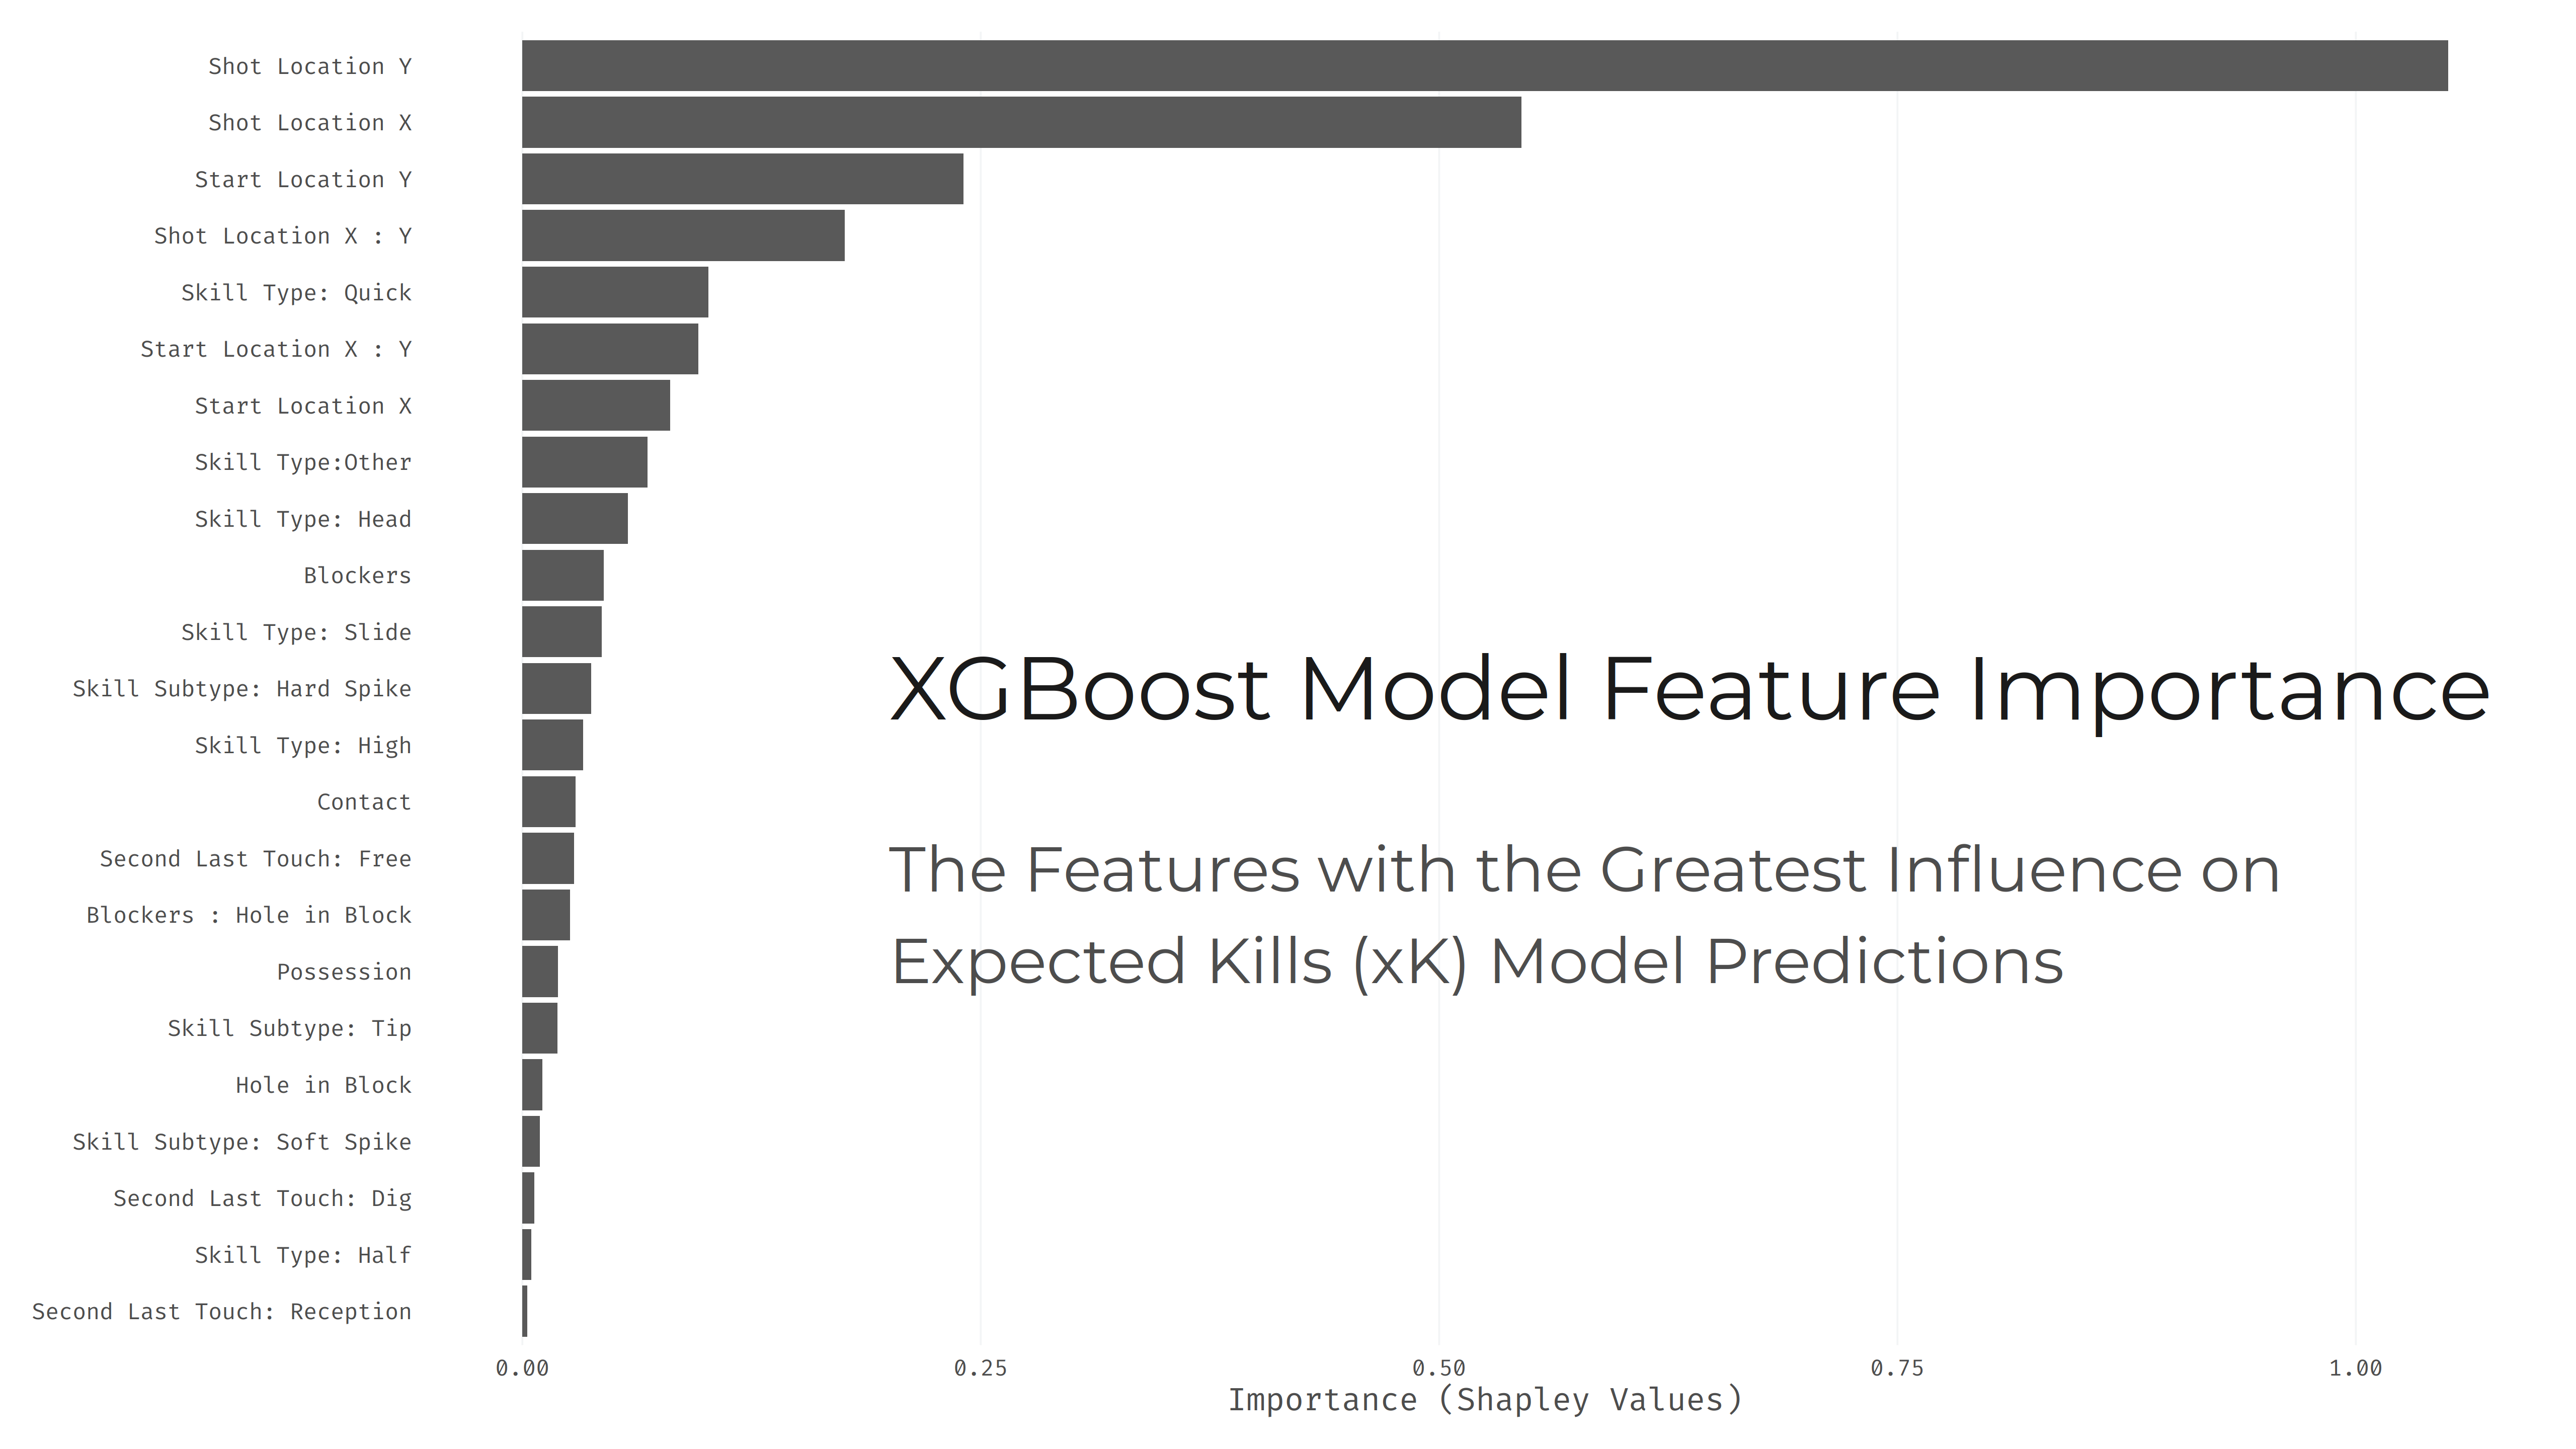 Shot Location Y
Shot Location X
Start Location Y
Shot Location X : Y
Skill Type: Quick
Start Location X : Y
Start Location X
Skill Type:Other
Skill Type: Head
Blockers
Skill Type: Slide
Skill Subtype: Hard Spike
Skill Type: High
Contact
Second Last Touch: Free
Blockers : Hole in Block
Possession
Skill Subtype: Tip
Hole in Block
Skill Subtype: Soft Spike
Second Last Touch: Dig
Skill Type: Half
Second Last Touch: Reception
XGBoost Model Feature Importance
The Features with the Greatest Influence on
Expected Kills (xK) Model Predictions
0.00 0.25 0.50 0.75 1.00
Importance (Shapley Values)